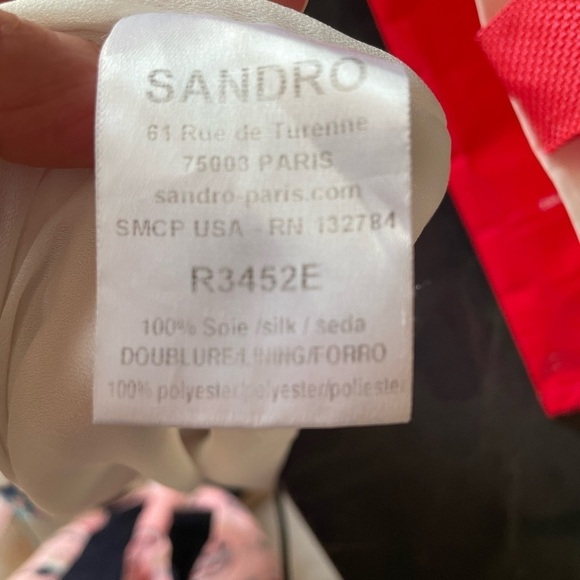 SANDRO
61 Rue de Turenne
75003 PARIS
sandro-paris.com
SMCP USA - RN 132784
R3452E
100% Soie /silk / seda
DOUBLURE/LINING/FORRO
100% polyester/polyester/poliester